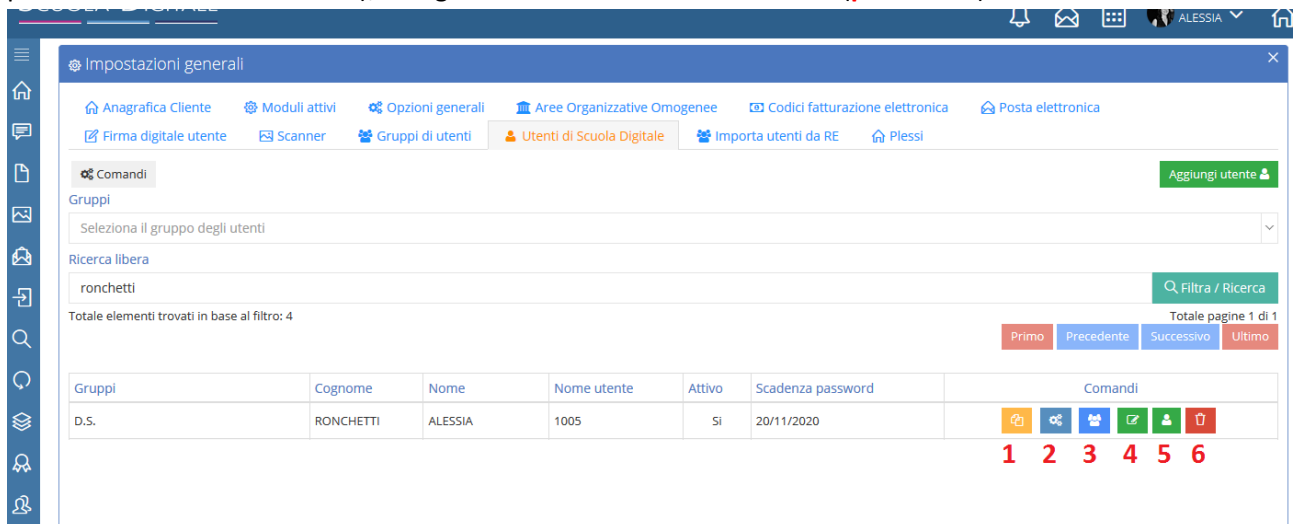 ALESSIA
Impostazioni generali
Anagrafica Cliente Moduli attivi Opzioni generali Aree Organizzative Omogenee Codici fatturazione elettronica Posta elettronica
Firma digitale utente Scanner Gruppi di utenti Utenti di Scuola Digitale Importa utenti da RE Plessi
Comandi Aggiungi utente
Gruppi
Seleziona il gruppo degli utenti
Ricerca libera
ronchetti Filtra / Ricerca
Totale elementi trovati in base al filtro: 4 Totale pagine 1 di 1
Primo Precedente Successivo Ultimo
Gruppi Cognome Nome Nome utente Attivo Scadenza password Comandi
D.S. RONCHETTI ALESSIA 1005 Si 20/11/2020
1 2 3 4 5 6